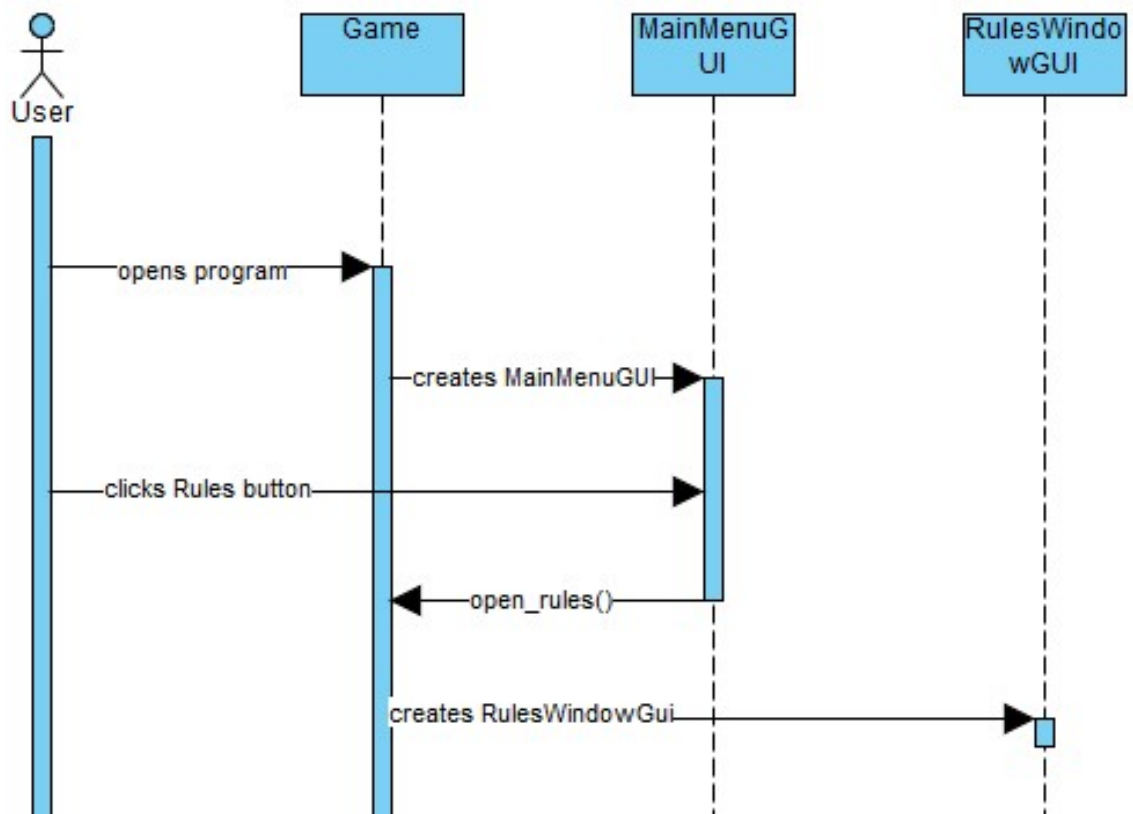 Game
MainMenuG
UI
RulesWindo
wGUI
User
opens program
creates MainMenuGUI
clicks Rules button
open_rules()
creates RulesWindowGui